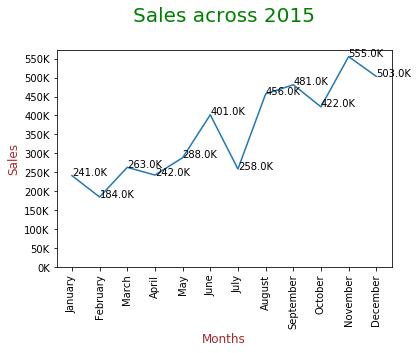 Sales across 2015
550K
500K
450K
400K
350K
300K
250K
200K
150K
100K
50K
0K
Sales
241.0K
184.0K
263.0K
242.0K
288.0K
401.0K
258.0K
456.0K
481.0K
422.0K
555.0K
503.0K
January
February
March
April
May
June
July
August
September
October
November
December
Months